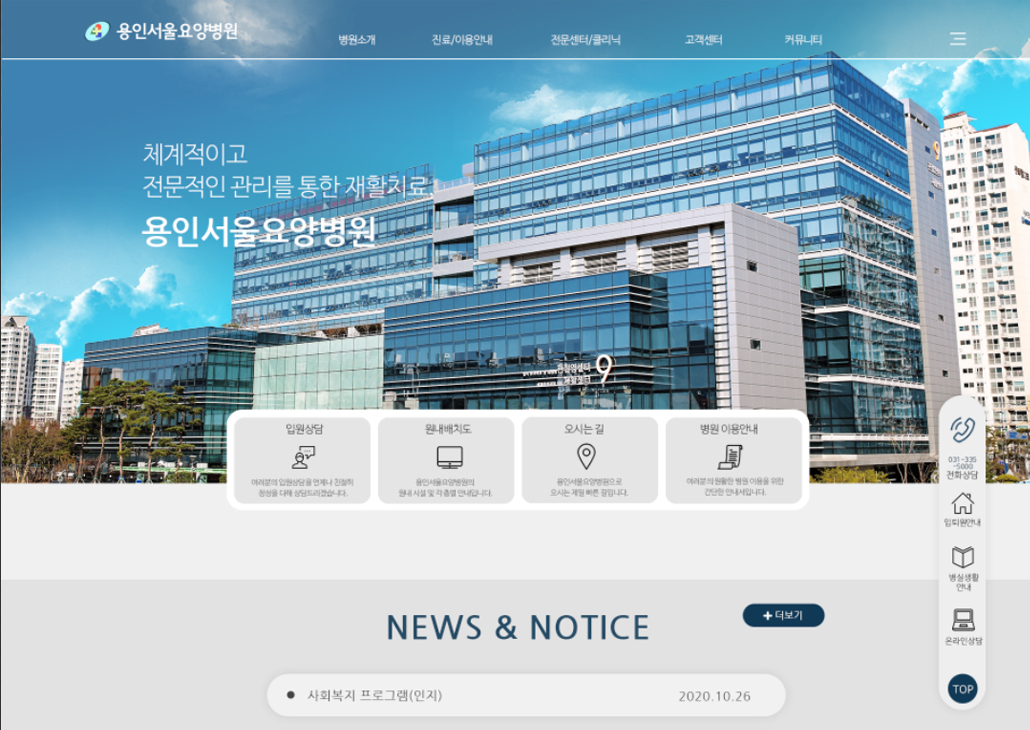 용인서울요양병원
병원소개 진료/이용안내 전문센터/클리닉 고객센터 커뮤니티
체계적이고
전문적인 관리를 통한 재활치료,
용인서울요양병원
9
입원상담
여러분의 입원상담을 언제나 친절히
정성을 다해 상담드리겠습니다.
원내배치도
용인서울요양병원의
원내 시설 및 각 층별 안내입니다.
오시는 길
용인서울요양병원으로
오시는 제일 빠른 길입니다.
병원 이용안내
여러분의 원활한 병원 이용을 위한
간단한 안내서입니다.
031-335
-5000
전화상담
입퇴원안내
병실생활
안내
온라인상담
TOP
NEWS & NOTICE
+ 더보기
사회복지 프로그램(인지) 2020.10.26